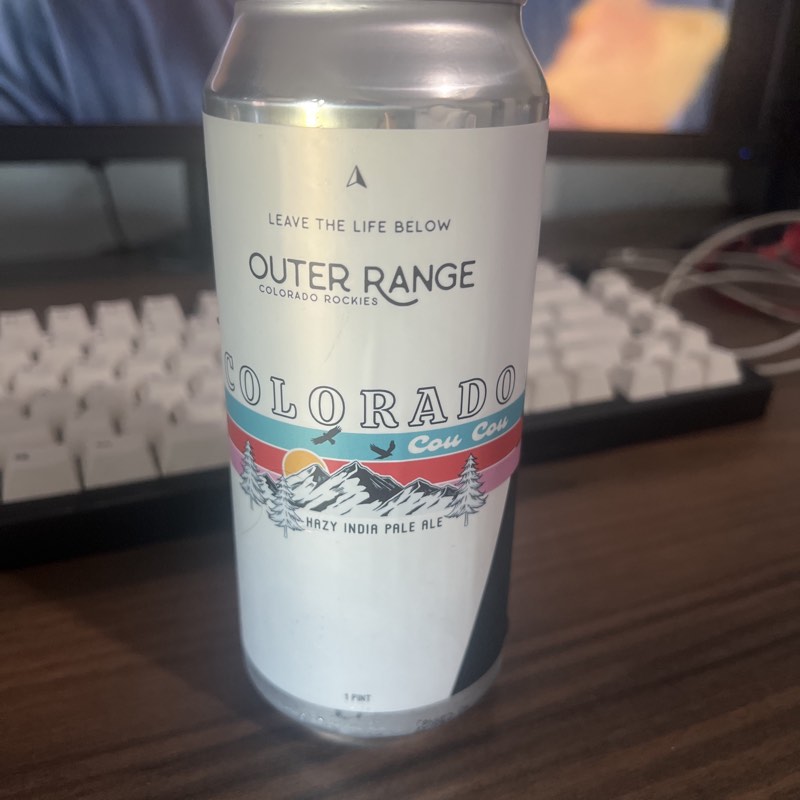 LEAVE THE LIFE BELOW
OUTER RANGE
COLORADO ROCKIES
COLORADO
Cou Cou
HAZY INDIA PALE ALE
1 PINT